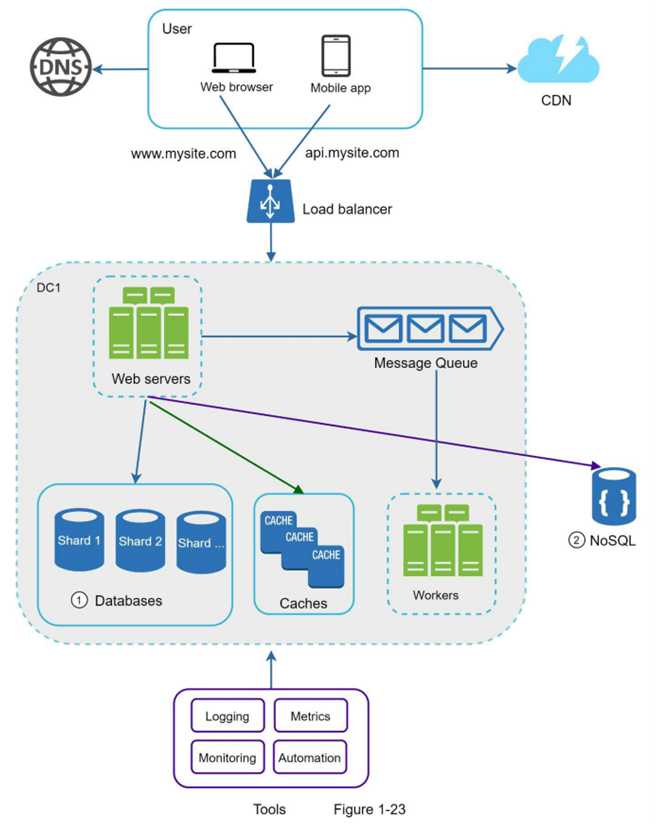 User
DNS
Web browser
Mobile app
CDN
www.mysite.com
api.mysite.com
Load balancer
DC1
Web servers
Message Queue
Shard 1
Shard 2
Shard ...
1 Databases
CACHE
CACHE
CACHE
Caches
Workers
{ }
2 NoSQL
Logging
Metrics
Monitoring
Automation
Tools Figure 1-23